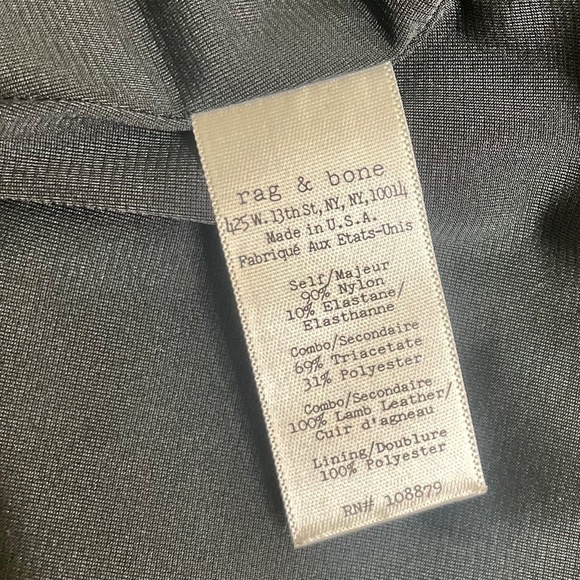 rag & bone
425 W. 13th St, NY, NY, 10014
Made in U.S.A.
Fabriqué Aux Etats-Unis
Self/Majeur
90% Nylon
10% Elastane/
Elasthanne
Combo/Secondaire
69% Triacetate
31% Polyester
Combo/Secondaire
100% Lamb Leather/
Cuir d'agneau
Lining/Doublure
100% Polyester
RN# 108879